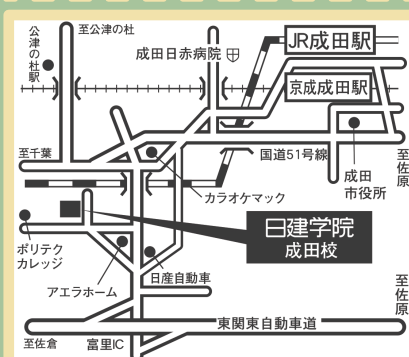 至公津の杜
公津の杜駅
成田日赤病院
JR成田駅
京成成田駅
至千葉
国道51号線
カラオケマック
成田
市役所
至佐原
日建学院
成田校
ポリテク
カレッジ
アエラホーム
日産自動車
至佐原
東関東自動車道
至佐倉
富里IC